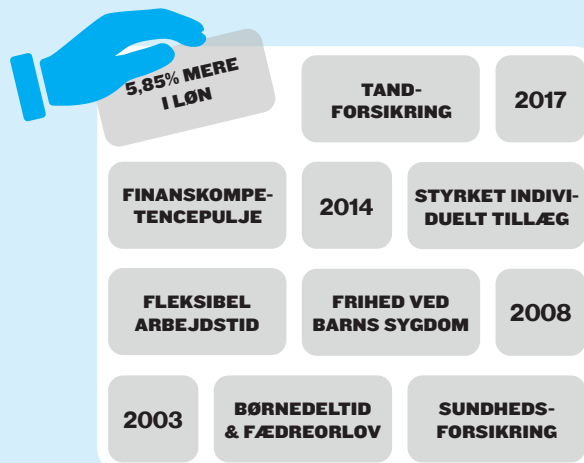 5,85% MERE
I LØN
TAND-
FORSIKRING
2017
FINANSKOMPE-
TENCEPULJE
2014
STYRKET INDIVI-
DUELT TILLÆG
FLEKSIBEL
ARBEJDSTID
FRIHED VED
BARNS SYGDOM
2008
2003
BØRNEDELTID
& FÆDREORLOV
SUNDHEDS-
FORSIKRING